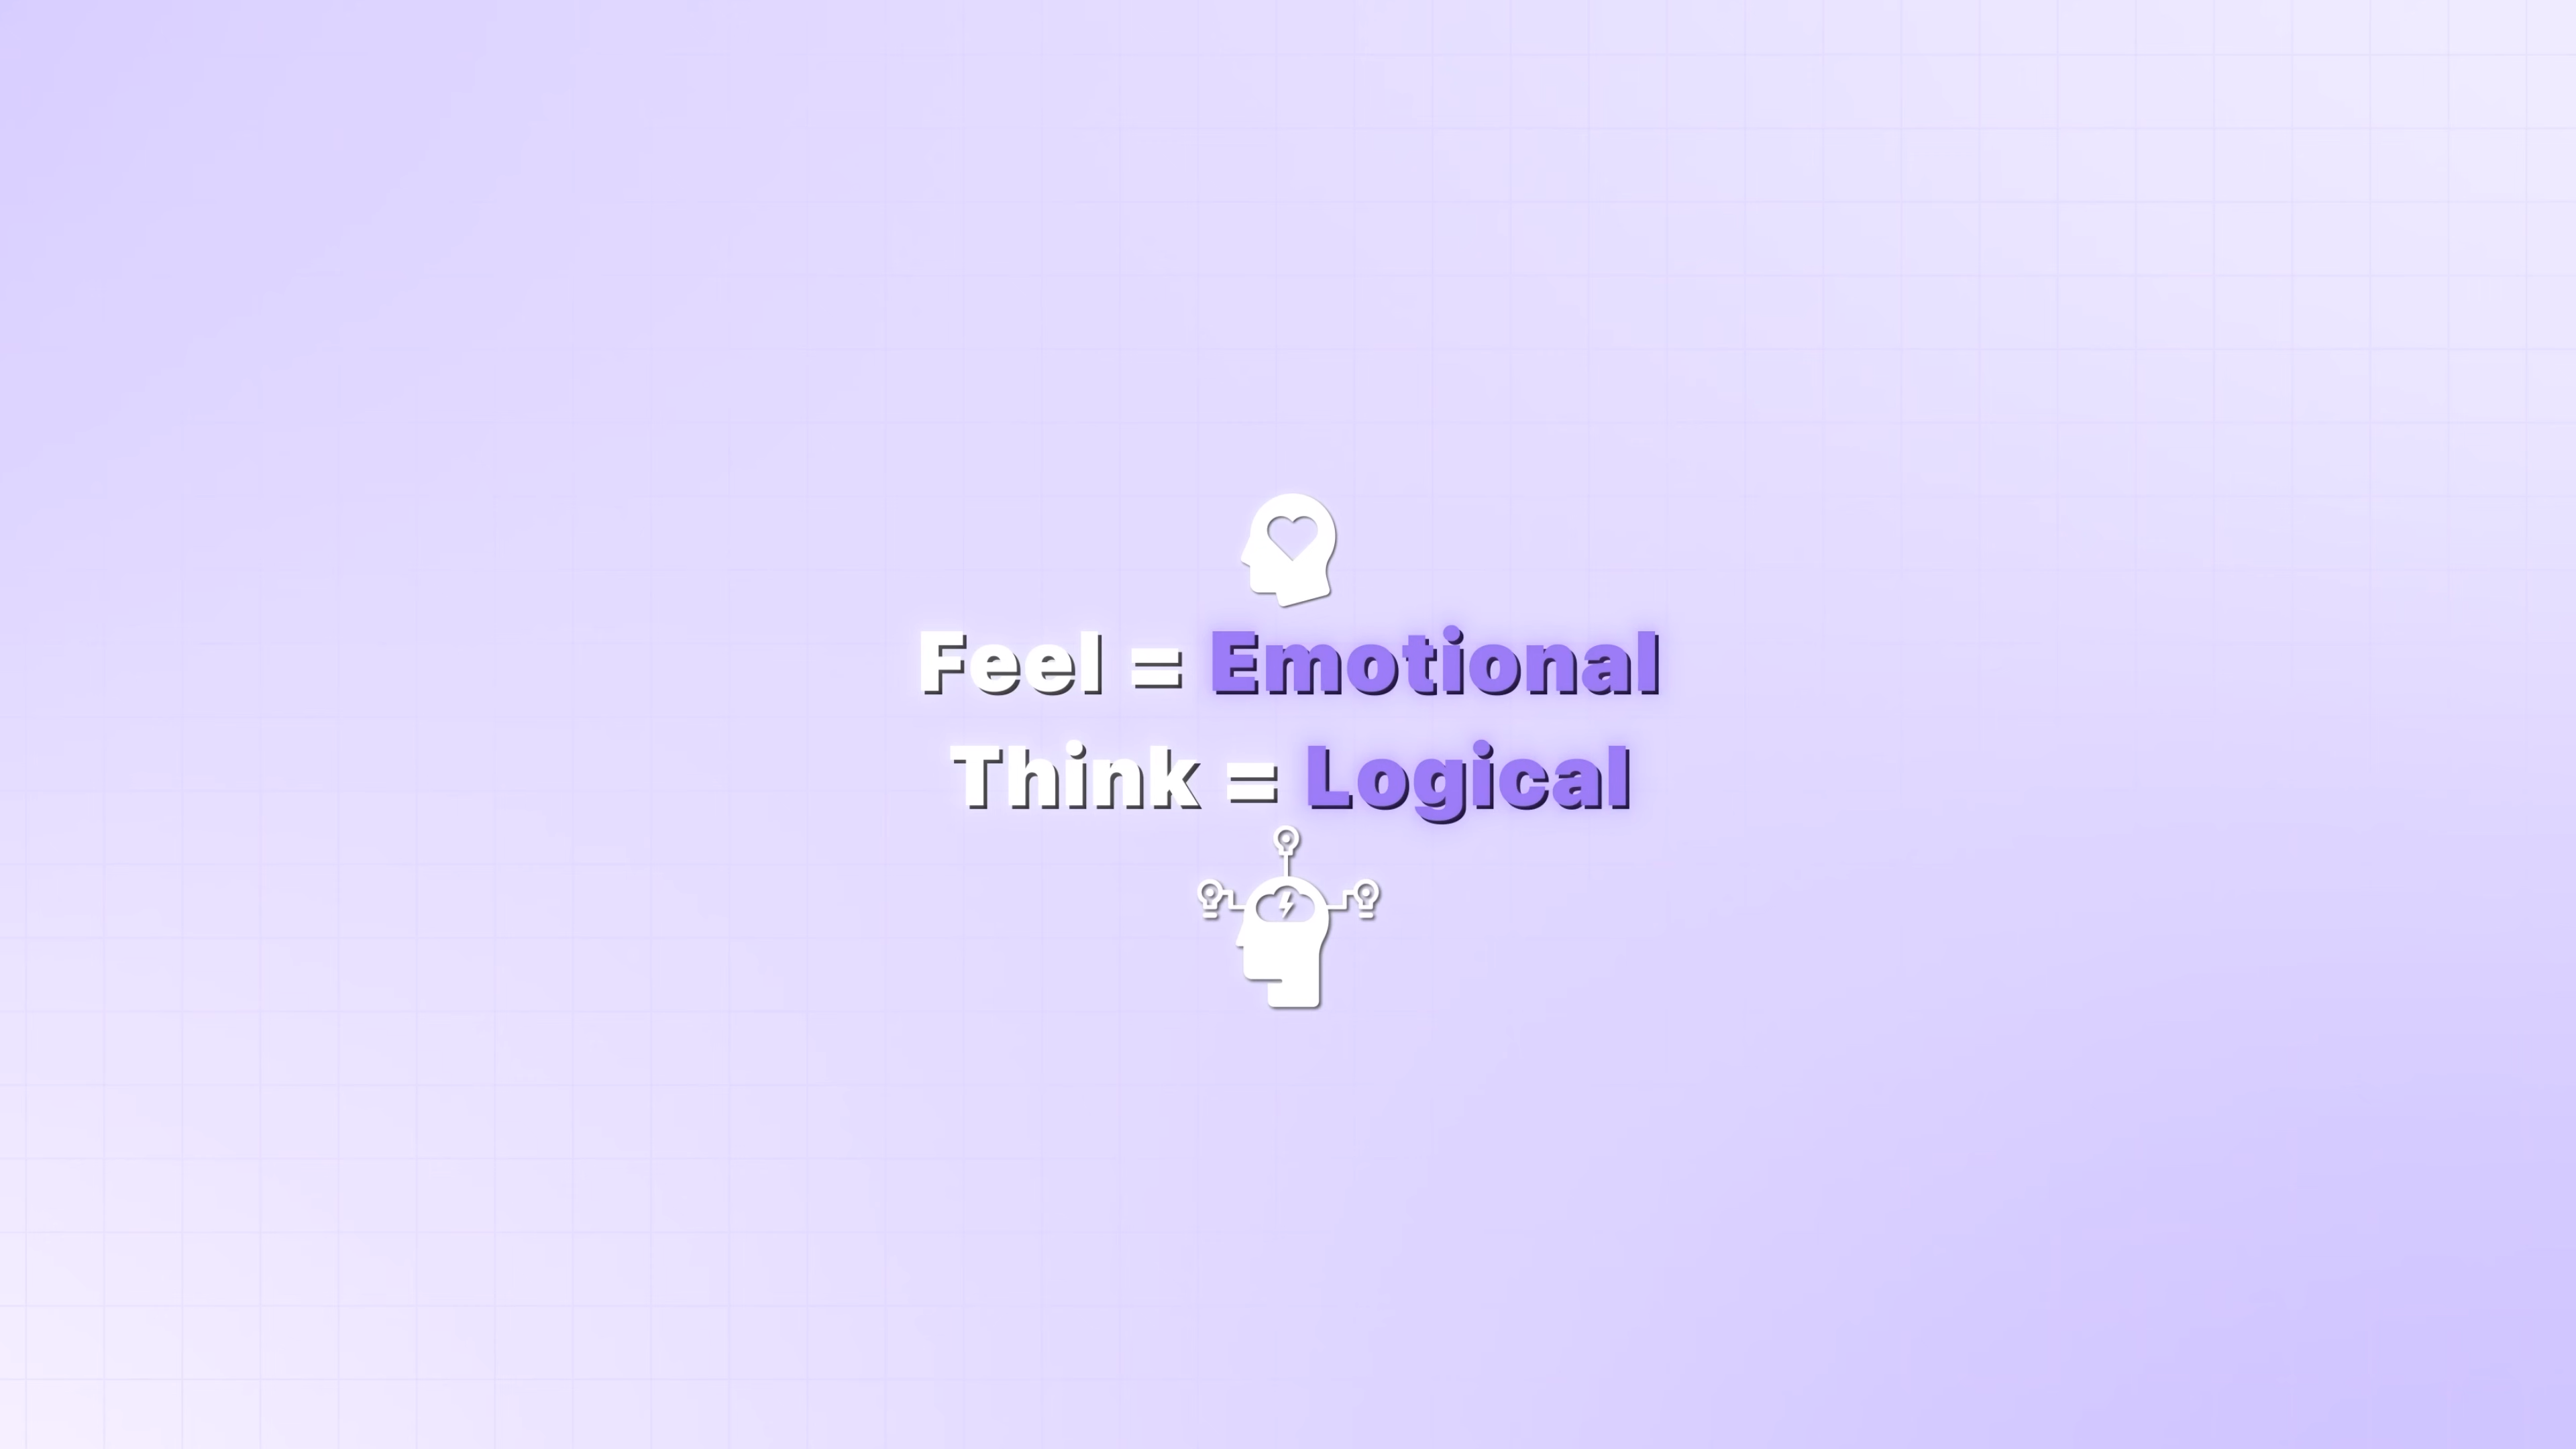 Feel = Emotional
Think = Logical